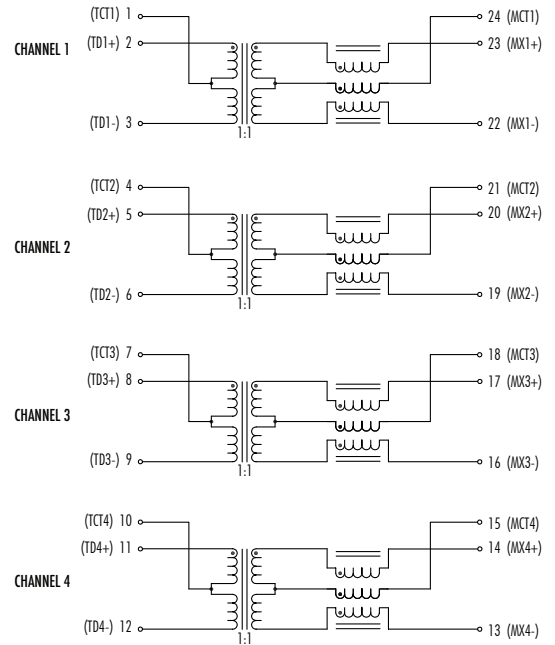 (TCT1) 1 24 (MCT1)
CHANNEL 1 (TD1+) 2 23 (MX1+)
(TD1-) 3 22 (MX1-)
1:1
(TCT2) 4 21 (MCT2)
(TD2+) 5 20 (MX2+)
CHANNEL 2
(TD2-) 6 19 (MX2-)
1:1
(TCT3) 7 18 (MCT3)
(TD3+) 8 17 (MX3+)
CHANNEL 3
(TD3-) 9 16 (MX3-)
1:1
(TCT4) 10 15 (MCT4)
(TD4+) 11 14 (MX4+)
CHANNEL 4
(TD4-) 12 13 (MX4-)
1:1